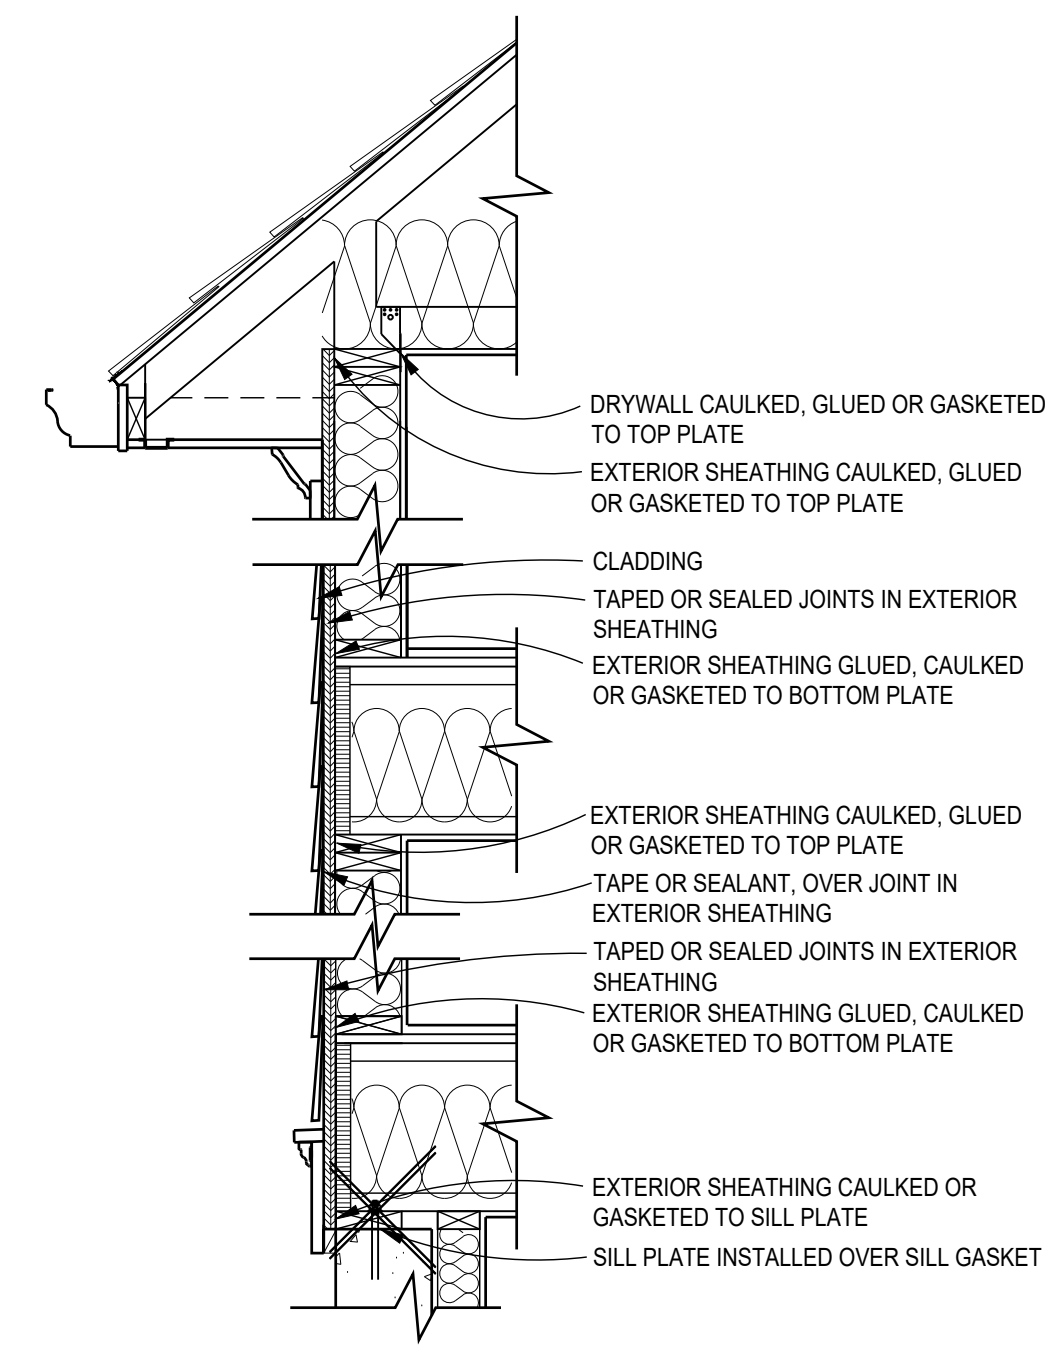 DRYWALL CAULKED, GLUED OR GASKETED
TO TOP PLATE
EXTERIOR SHEATHING CAULKED, GLUED
OR GASKETED TO TOP PLATE
CLADDING
TAPED OR SEALED JOINTS IN EXTERIOR
SHEATHING
EXTERIOR SHEATHING GLUED, CAULKED
OR GASKETED TO BOTTOM PLATE
EXTERIOR SHEATHING CAULKED, GLUED
OR GASKETED TO TOP PLATE
TAPE OR SEALANT, OVER JOINT IN
EXTERIOR SHEATHING
TAPED OR SEALED JOINTS IN EXTERIOR
SHEATHING
EXTERIOR SHEATHING GLUED, CAULKED
OR GASKETED TO BOTTOM PLATE
EXTERIOR SHEATHING CAULKED OR
GASKETED TO SILL PLATE
SILL PLATE INSTALLED OVER SILL GASKET